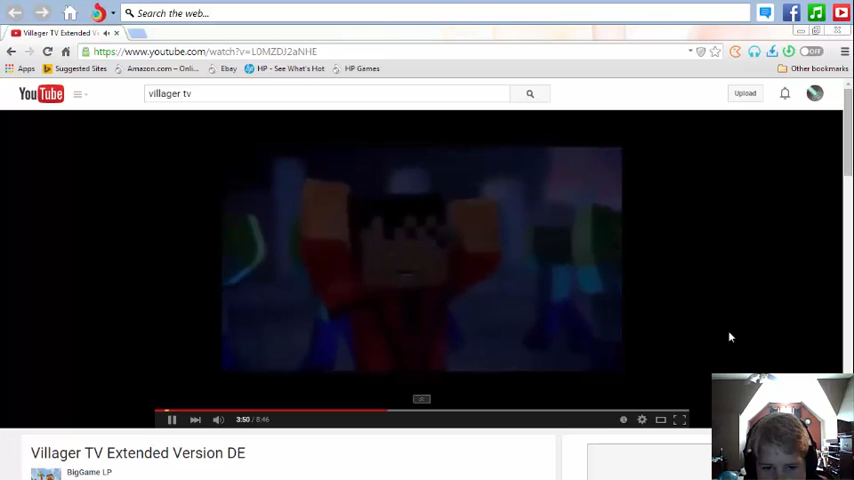 Search the web...
Villager TV Extended Ve
https://www.youtube.com/watch?v=L0MZDJ2aNHE
OFF
Apps Suggested Sites Amazon.com – Onli... Ebay HP - See What's Hot HP Games Other bookmarks
YouTube villager tv Upload
3:50 / 8:46
Villager TV Extended Version DE
BigGame LP